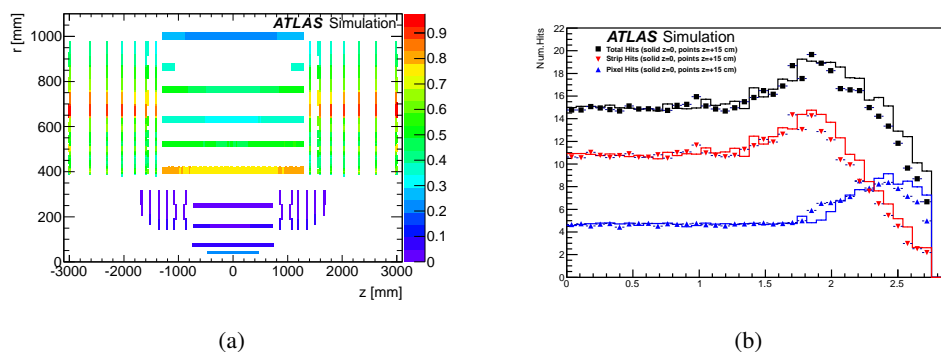 ATLAS Simulation
r [mm]
1000
800
600
400
200
0
-3000 -2000 -1000 0 1000 2000 3000
z [mm]
0.9
0.8
0.7
0.6
0.5
0.4
0.3
0.2
0.1
0
(a)
ATLAS Simulation
Total Hits (solid z=0, points z=+15 cm)
Strip Hits (solid z=0, points z=+15 cm)
Pixel Hits (solid z=0, points z=+15 cm)
Num.Hits
22
20
18
16
14
12
10
8
6
4
2
0
0 0.5 1 1.5 2 2.5
(b)